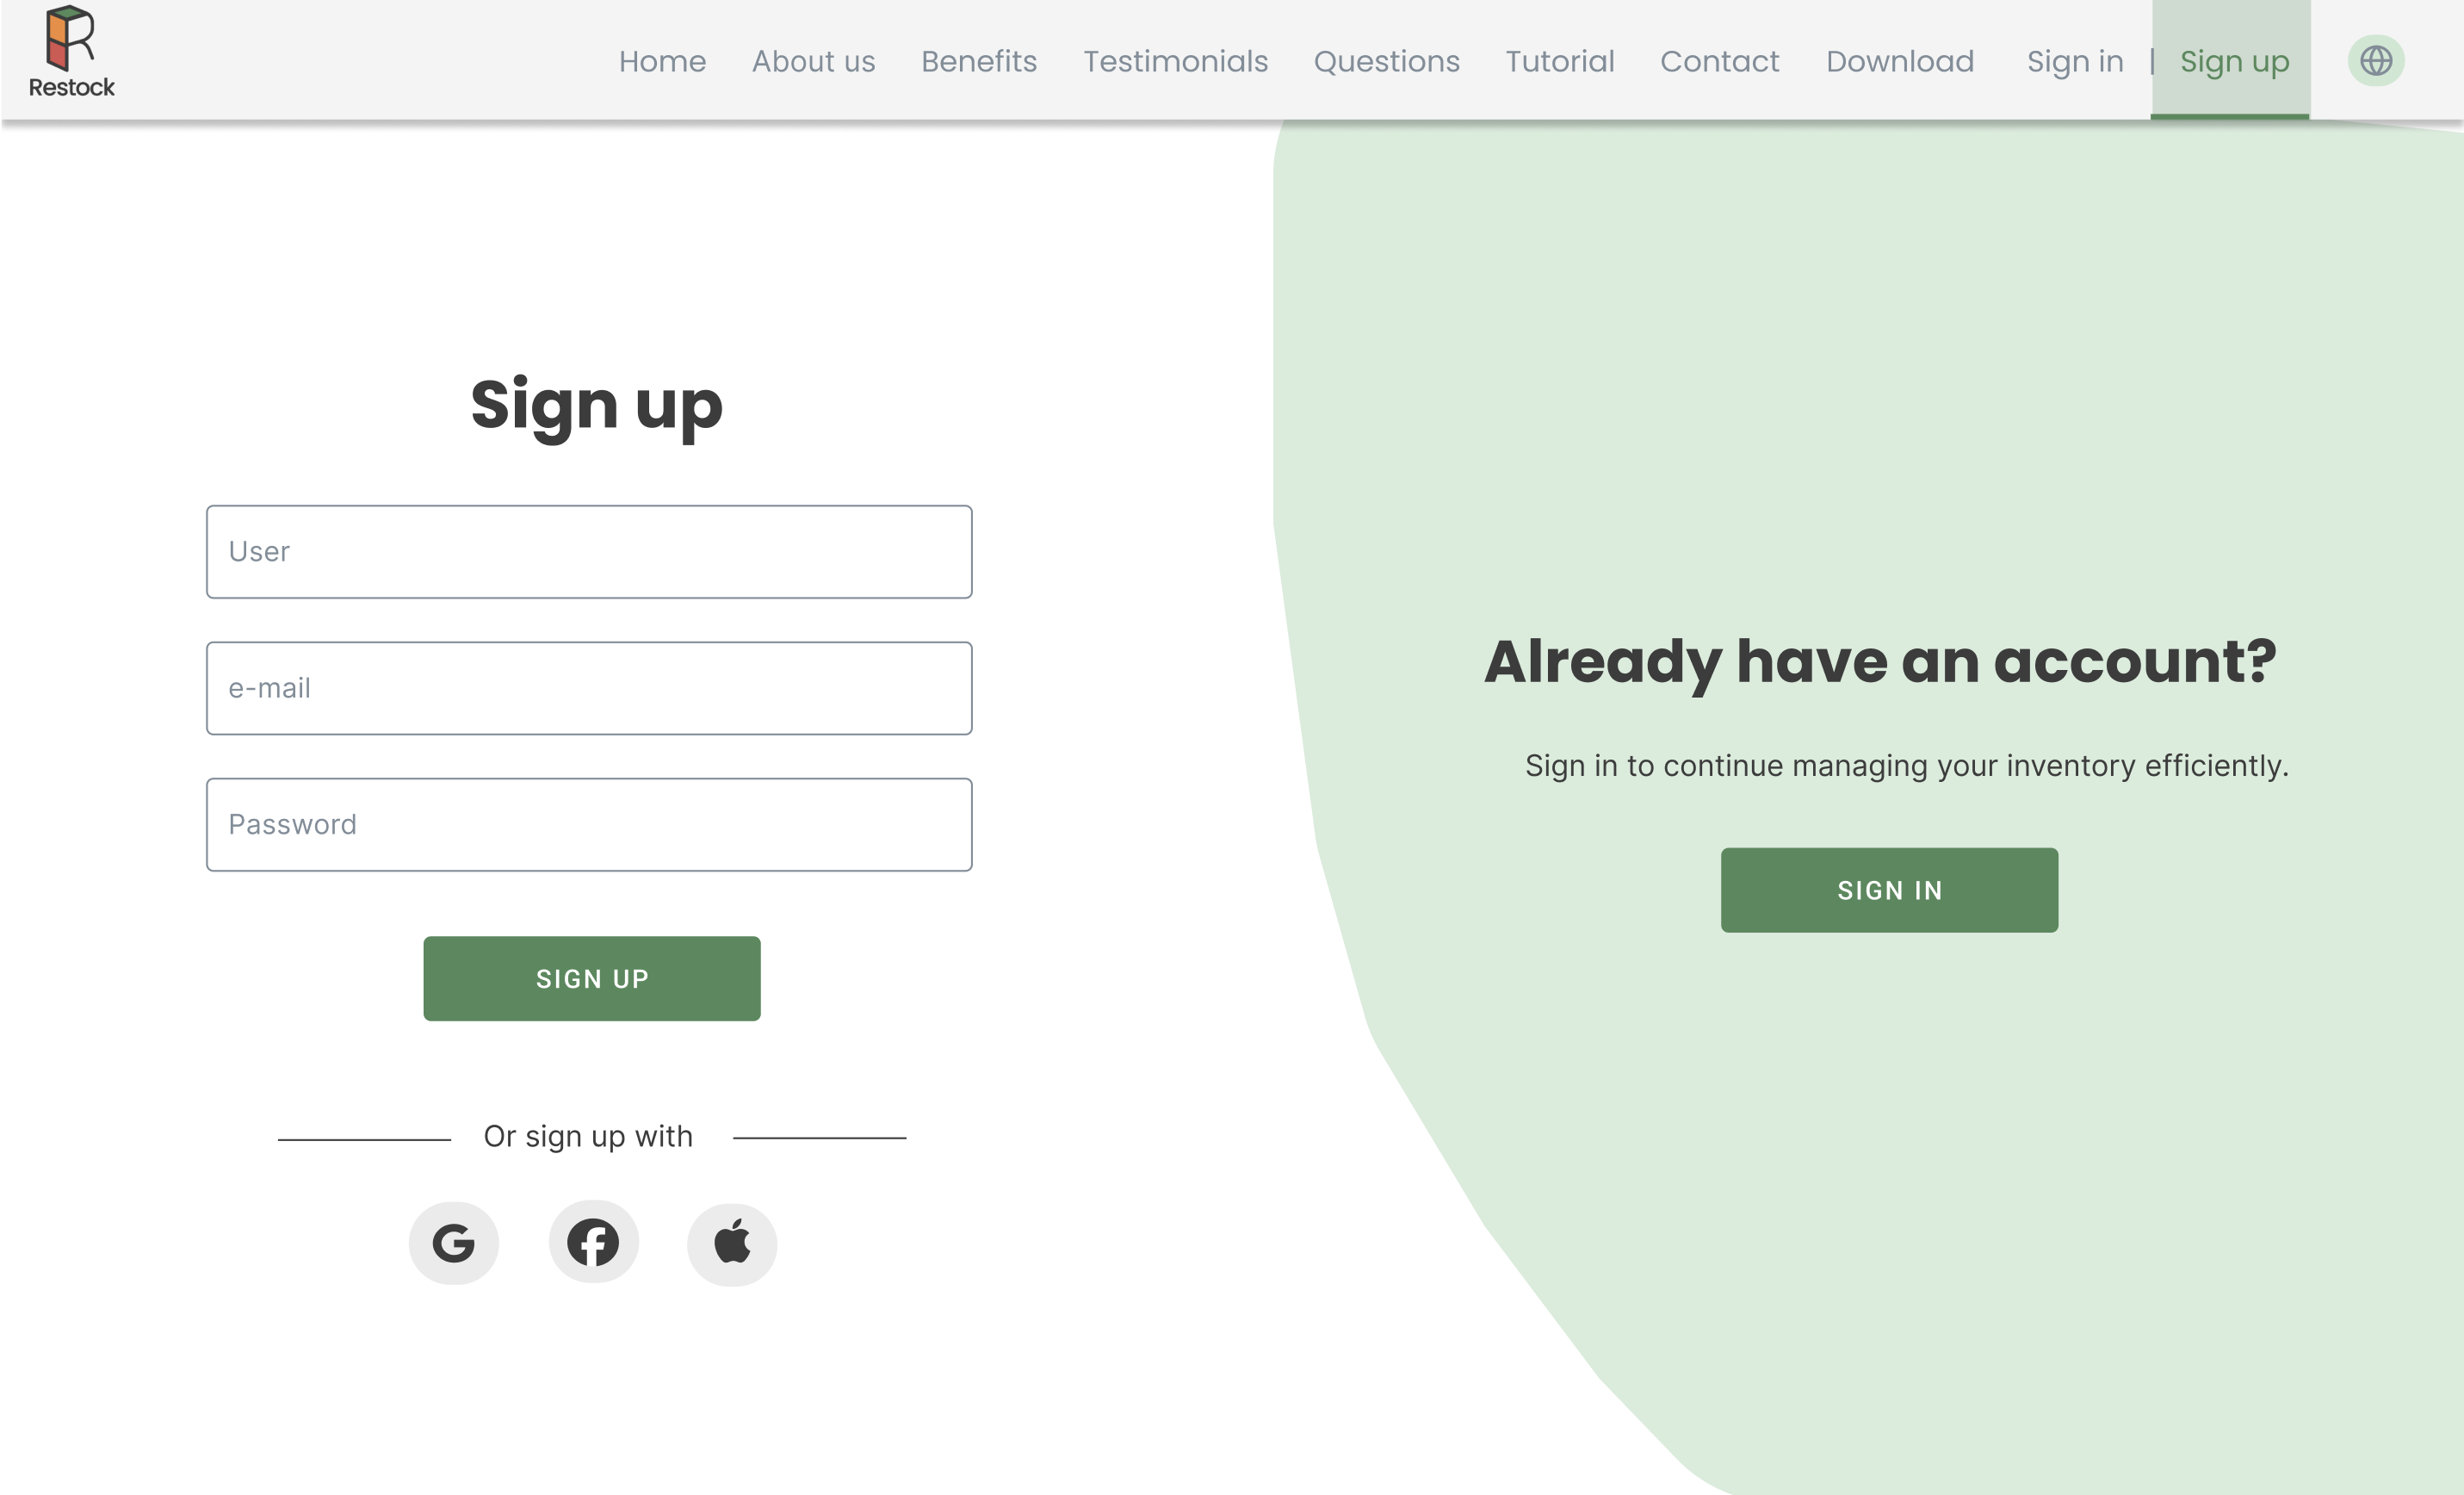 Restock
Home About us Benefits Testimonials Questions Tutorial Contact Download Sign in | Sign up
Sign up
User
e-mail
Password
SIGN UP
Or sign up with
Already have an account?
Sign in to continue managing your inventory efficiently.
SIGN IN